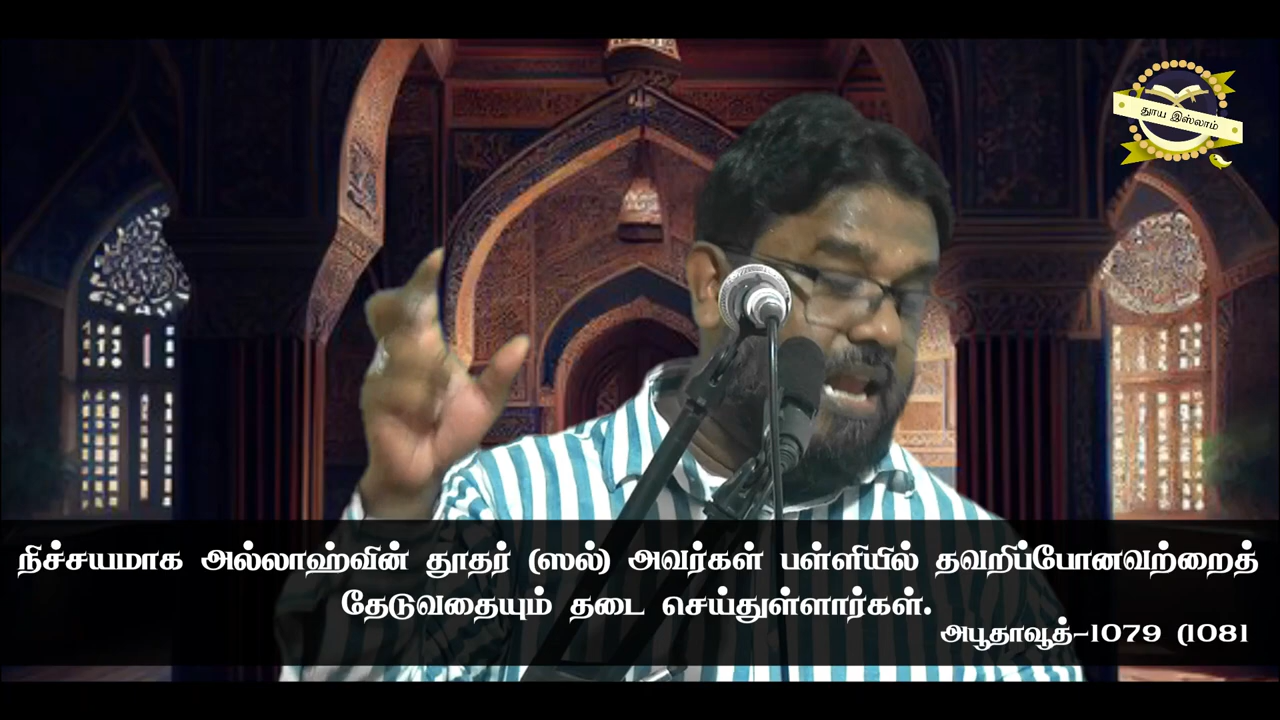 தூய இஸ்லாம்
நிச்சயமாக அல்லாஹ்வின் தூதர் (ஸல்) அவர்கள் பள்ளியில் தவறிப்போனவற்றைத்
தேடுவதையும் தடை செய்துள்ளார்கள்.
அபூதாவூத்-1079 (1081